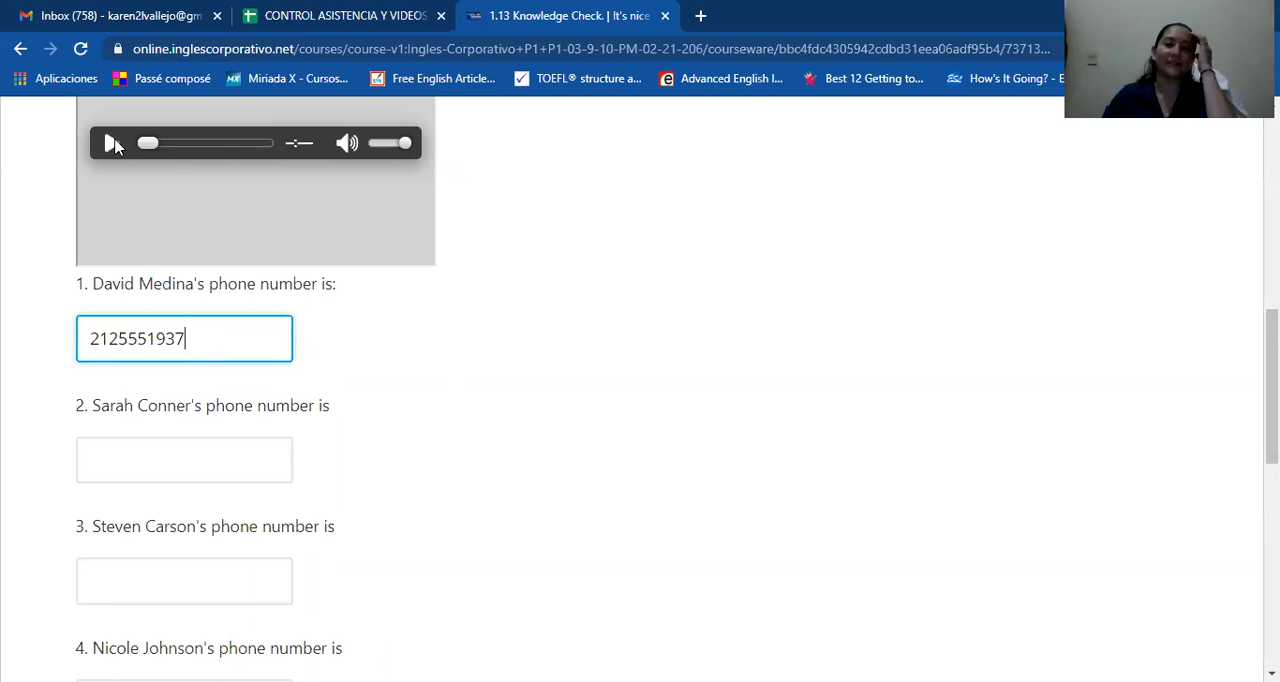 Inbox (758) - karen2lvallejo@gm
CONTROL ASISTENCIA Y VIDEOS
1.13 Knowledge Check. | It's nice
online.inglescorporativo.net/courses/course-v1:Ingles-Corporativo+P1+P1-03-9-10-PM-02-21-206/courseware/bbc4fdc4305942cdbd31eea06adf95b4/73713...
Aplicaciones
Passé composé
Miriada X - Cursos...
Free English Article...
TOEFL® structure a...
Advanced English l...
Best 12 Getting to...
How's It Going? - E
1. David Medina's phone number is:
2125551937
2. Sarah Conner's phone number is
3. Steven Carson's phone number is
4. Nicole Johnson's phone number is